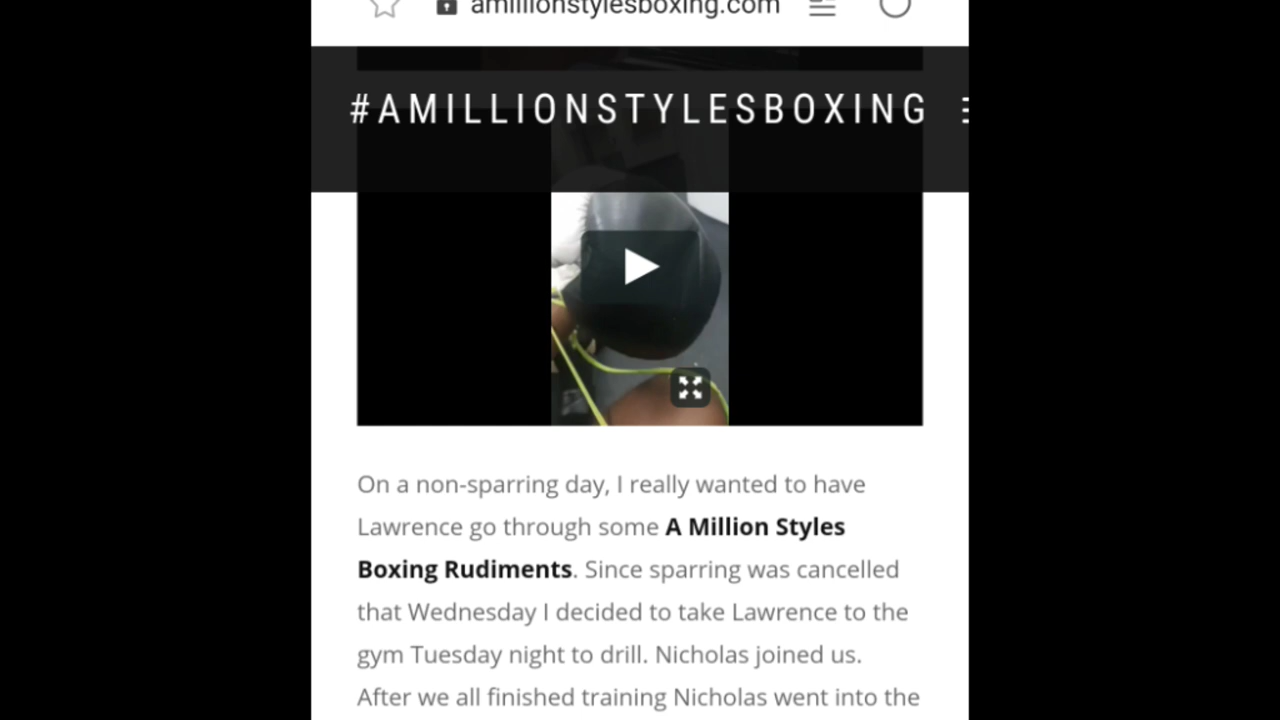 amillionstylesboxing.com
#AMILLIONSTYLESBOXING
On a non-sparring day, I really wanted to have
Lawrence go through some A Million Styles
Boxing Rudiments. Since sparring was cancelled
that Wednesday I decided to take Lawrence to the
gym Tuesday night to drill. Nicholas joined us.
After we all finished training Nicholas went into the